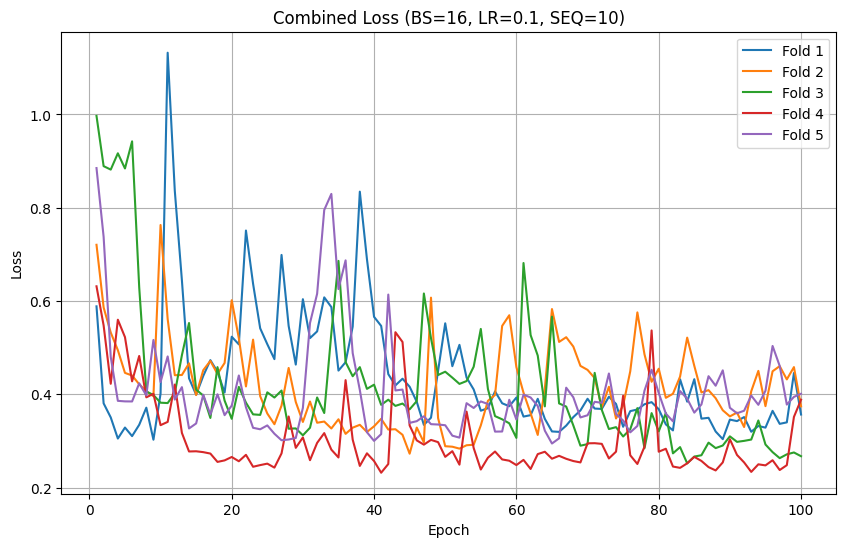 Combined Loss (BS=16, LR=0.1, SEQ=10)
Fold 1
Fold 2
Fold 3
Fold 4
Fold 5
Loss
1.0
0.8
0.6
0.4
0.2
0 20 40 60 80 100
Epoch